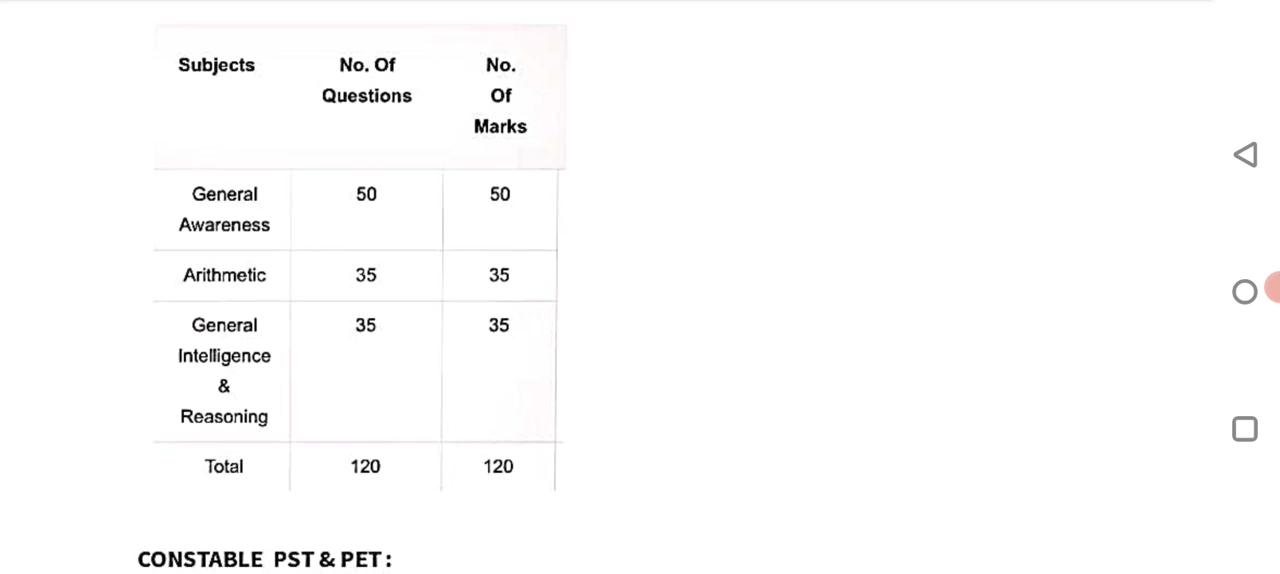 Subjects No. Of No.
Questions Of
Marks
General 50 50
Awareness
Arithmetic 35 35
General 35 35
Intelligence
&
Reasoning
Total 120 120
CONSTABLE PST & PET :